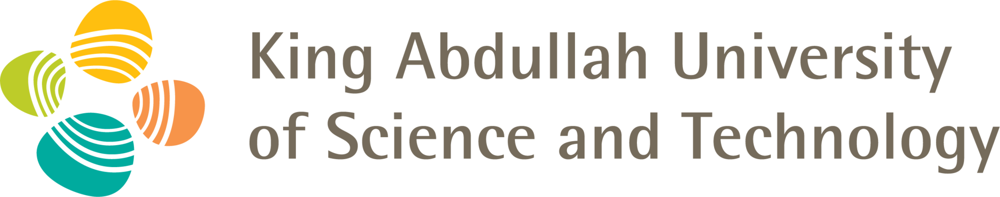 King Abdullah University
of Science and Technology